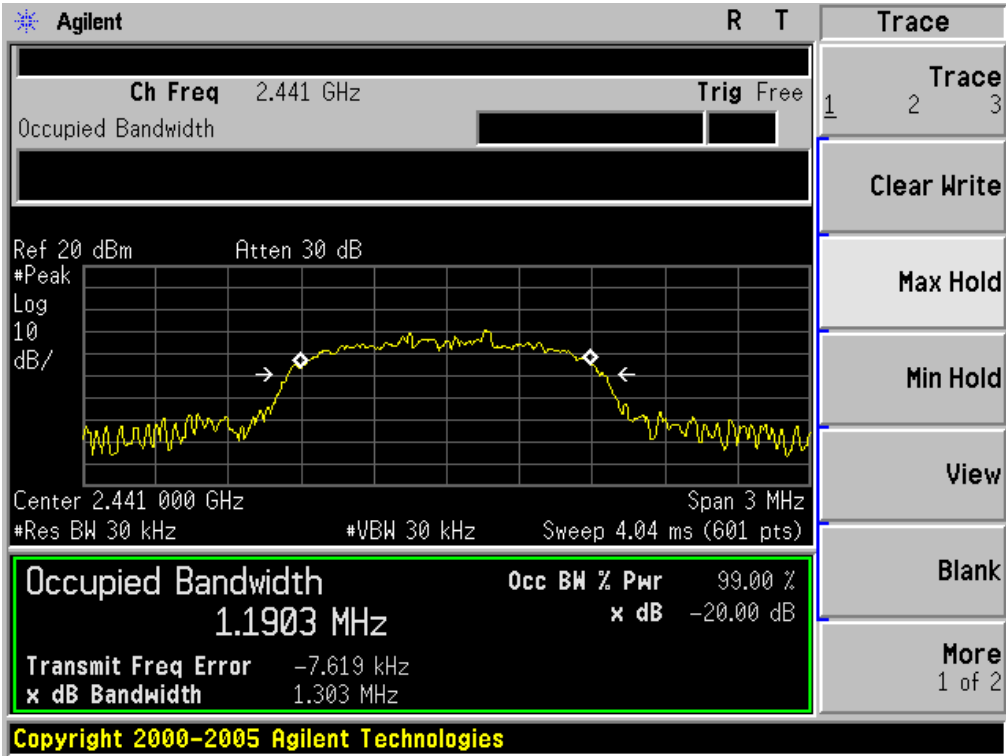 Agilent R T Trace
Ch Freq 2.441 GHz Trig Free
Occupied Bandwidth
Trace
1 2 3
Clear Write
Ref 20 dBm Atten 30 dB
#Peak
Log
10
dB/
Max Hold
Min Hold
View
Center 2.441 000 GHz Span 3 MHz
#Res BW 30 kHz #VBW 30 kHz Sweep 4.04 ms (601 pts)
Blank
Occupied Bandwidth Occ BW % Pwr 99.00 %
1.1903 MHz x dB -20.00 dB
Transmit Freq Error -7.619 kHz
x dB Bandwidth 1.303 MHz
More
1 of 2
Copyright 2000-2005 Agilent Technologies